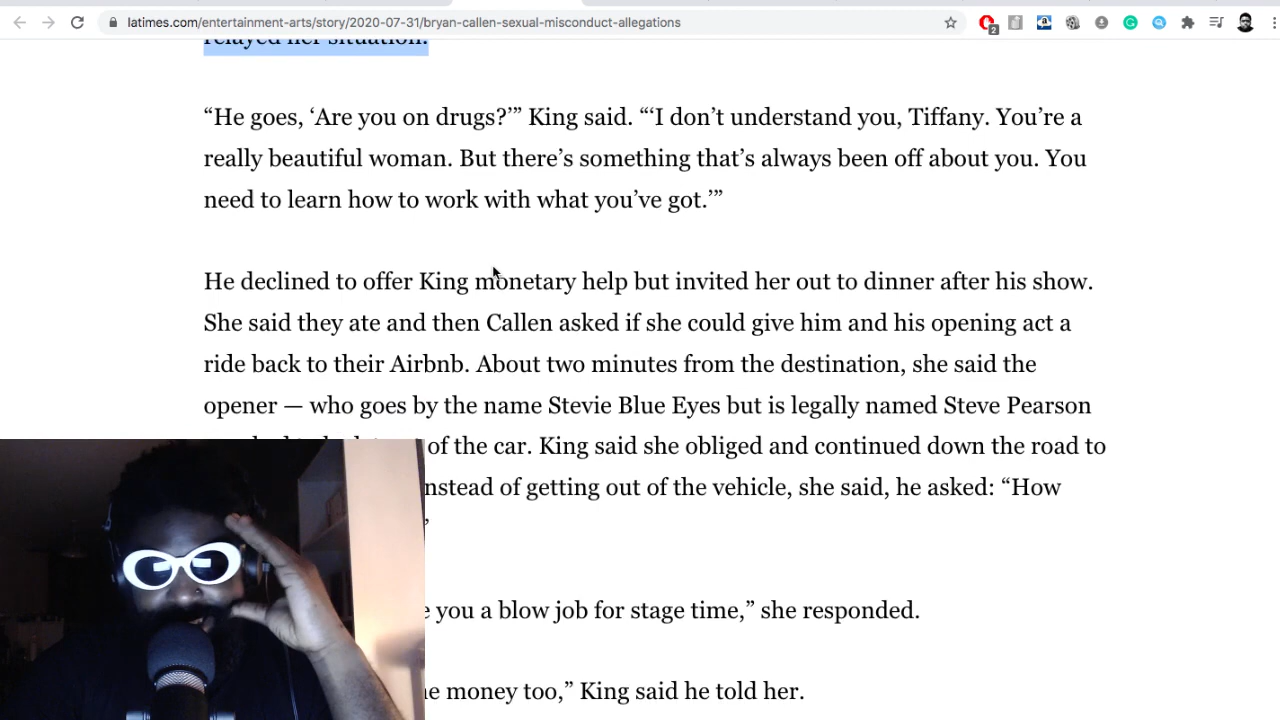 latimes.com/entertainment-arts/story/2020-07-31/bryan-callen-sexual-misconduct-allegations
2
relayed her situation.
“He goes, ‘Are you on drugs?’” King said. “‘I don’t understand you, Tiffany. You’re a
really beautiful woman. But there’s something that’s always been off about you. You
need to learn how to work with what you’ve got.’”
He declined to offer King monetary help but invited her out to dinner after his show.
She said they ate and then Callen asked if she could give him and his opening act a
ride back to their Airbnb. About two minutes from the destination, she said the
opener — who goes by the name Stevie Blue Eyes but is legally named Steve Pearson
of the car. King said she obliged and continued down the road to
nstead of getting out of the vehicle, she said, he asked: “How
e you a blow job for stage time,” she responded.
e money too,” King said he told her.